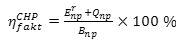 η_fakt^CHP = (E_np^r + Q_np) / B_np × 100 %